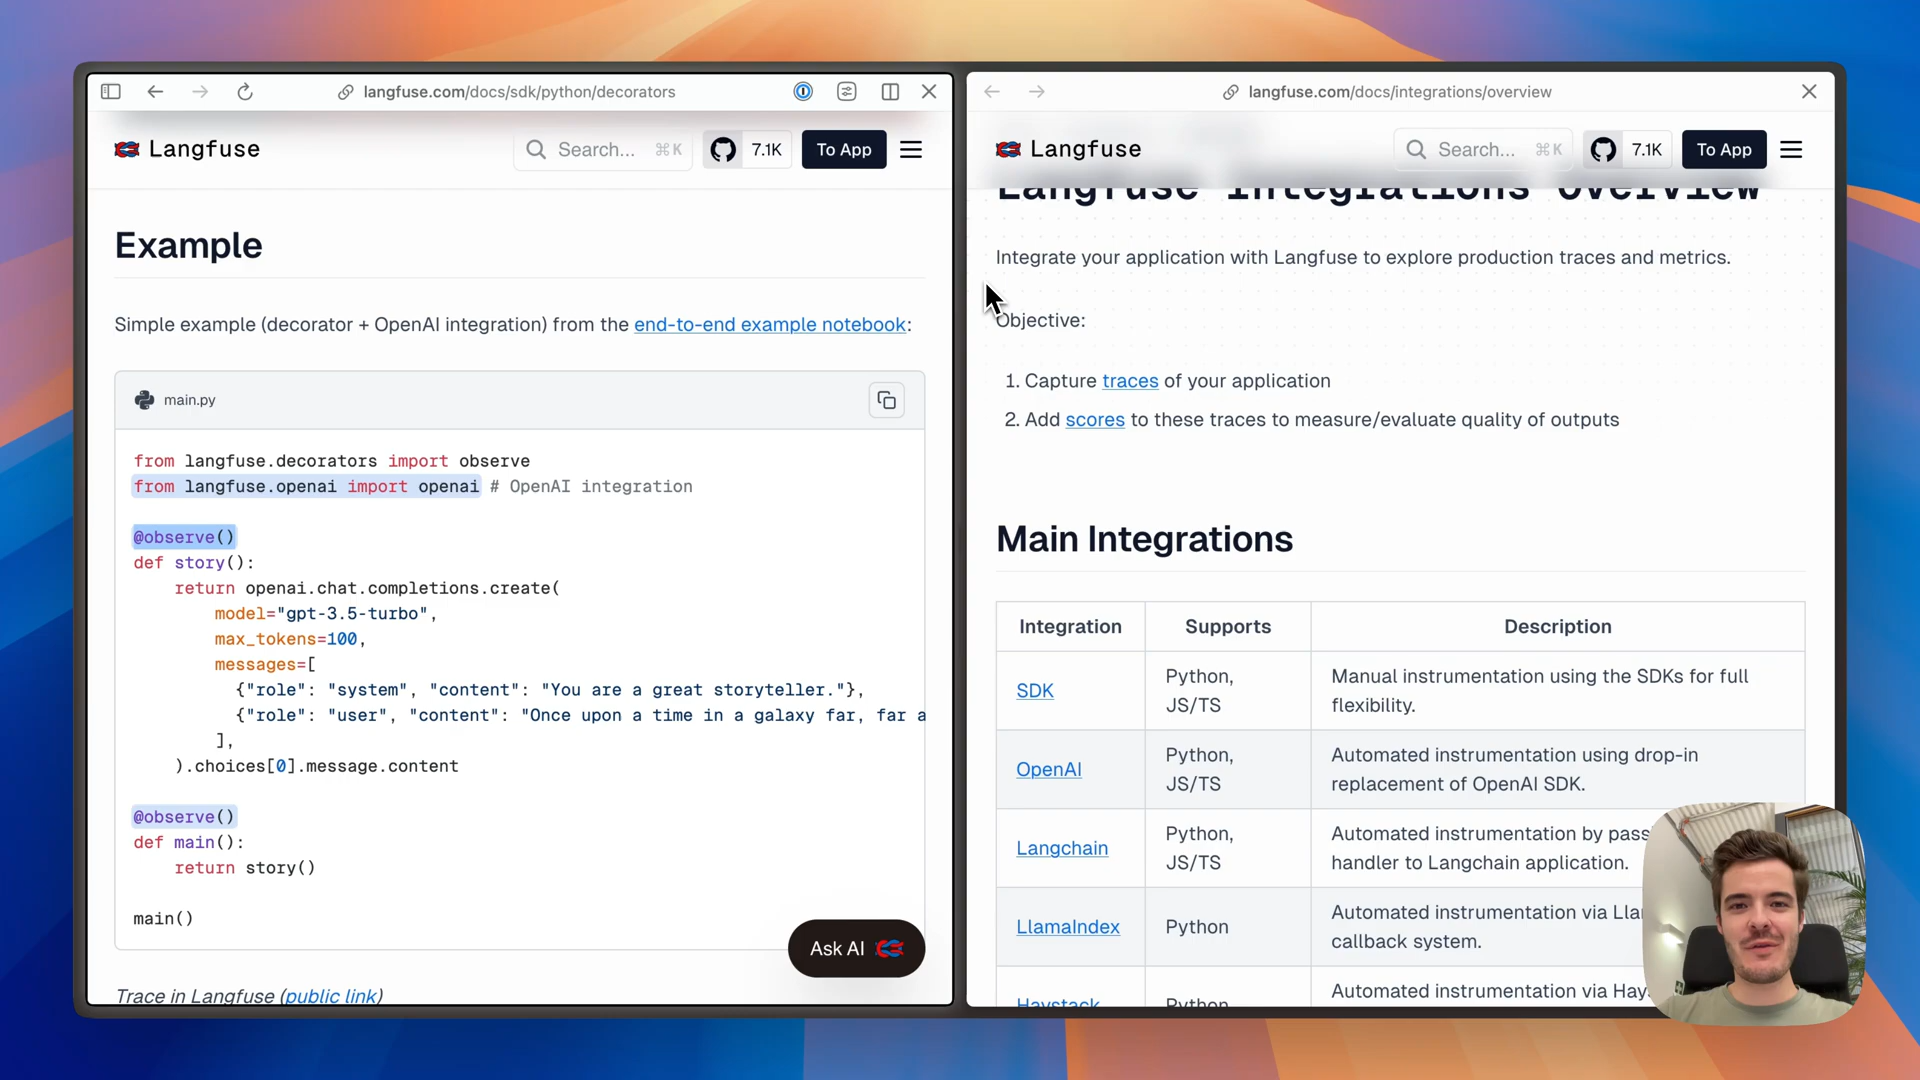 langfuse.com/docs/sdk/python/decorators
Langfuse
Search... ⌘K
7.1K
To App
Example
Simple example (decorator + OpenAI integration) from the end-to-end example notebook:
main.py
from langfuse.decorators import observe
from langfuse.openai import openai # OpenAI integration
@observe()
def story():
return openai.chat.completions.create(
model="gpt-3.5-turbo",
max_tokens=100,
messages=[
{"role": "system", "content": "You are a great storyteller."},
{"role": "user", "content": "Once upon a time in a galaxy far, far a
],
).choices[0].message.content
@observe()
def main():
return story()
main()
Ask AI
Trace in Langfuse (public link)
langfuse.com/docs/integrations/overview
Langfuse
Search... ⌘K
7.1K
To App
Langfuse Integrations Overview
Integrate your application with Langfuse to explore production traces and metrics.
Objective:
1. Capture traces of your application
2. Add scores to these traces to measure/evaluate quality of outputs
Main Integrations
Integration Supports Description
SDK Python, JS/TS Manual instrumentation using the SDKs for full flexibility.
OpenAI Python, JS/TS Automated instrumentation using drop-in replacement of OpenAI SDK.
Langchain Python, JS/TS Automated instrumentation by pass handler to Langchain application.
LlamaIndex Python Automated instrumentation via Lla callback system.
Haystack Python Automated instrumentation via Hay